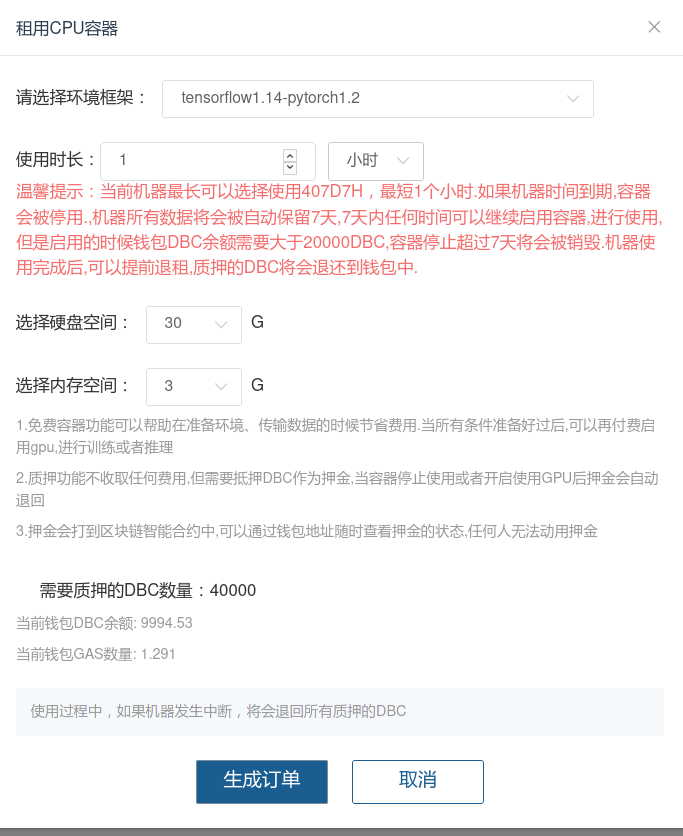 租用CPU容器
请选择环境框架： tensorflow1.14-pytorch1.2
使用时长： 1 小时
温馨提示：当前机器最长可以选择使用407D7H，最短1个小时.如果机器时间到期,容器
会被停用.,机器所有数据将会被自动保留7天,7天内任何时间可以继续启用容器,进行使用,
但是启用的时候钱包DBC余额需要大于20000DBC,容器停止超过7天将会被销毁.机器使
用完成后,可以提前退租,质押的DBC将会退还到钱包中.
选择硬盘空间： 30 G
选择内存空间： 3 G
1.免费容器功能可以帮助在准备环境、传输数据的时候节省费用.当所有条件准备好过后,可以再付费启
用gpu,进行训练或者推理
2.质押功能不收取任何费用,但需要抵押DBC作为押金,当容器停止使用或者开启使用GPU后押金会自动
退回
3.押金会打到区块链智能合约中,可以通过钱包地址随时查看押金的状态,任何人无法动用押金
需要质押的DBC数量：40000
当前钱包DBC余额: 9994.53
当前钱包GAS数量: 1.291
使用过程中，如果机器发生中断，将会退回所有质押的DBC
生成订单 取消